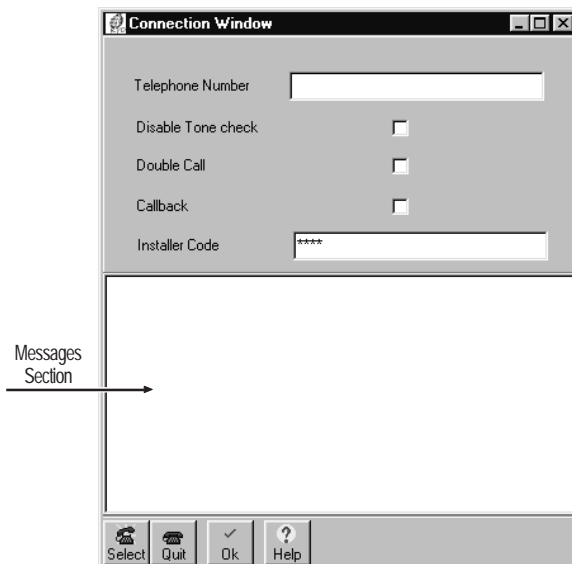 Connection Window
Telephone Number
Disable Tone check
Double Call
Callback
Installer Code
****
Messages
Section
Select Quit Ok Help